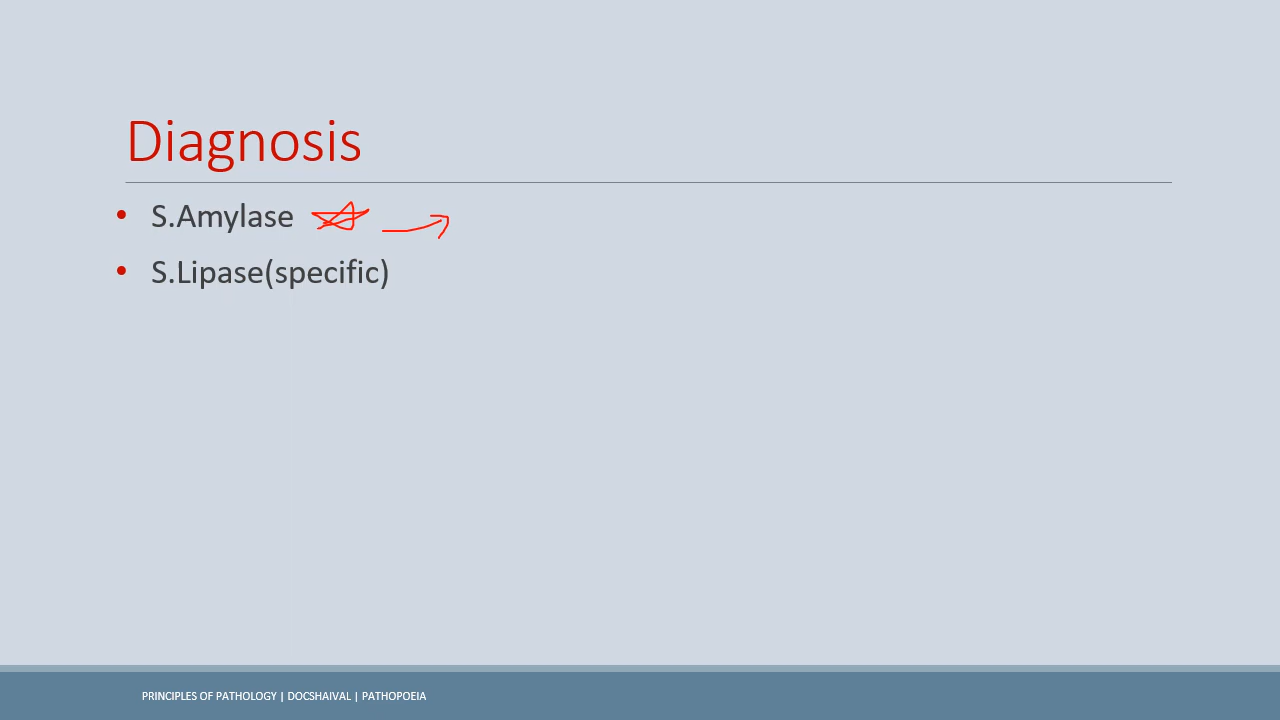 Diagnosis
• S.Amylase
• S.Lipase(specific)
PRINCIPLES OF PATHOLOGY | DOCSHAIVAL | PATHOPOEIA